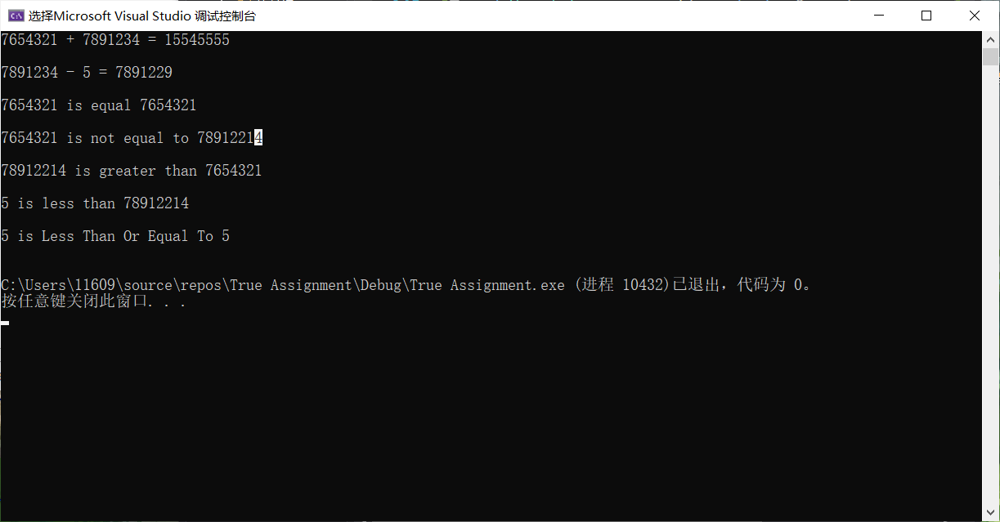 选择Microsoft Visual Studio 调试控制台
7654321 + 7891234 = 15545555
7891234 - 5 = 7891229
7654321 is equal 7654321
7654321 is not equal to 78912214
78912214 is greater than 7654321
5 is less than 78912214
5 is Less Than Or Equal To 5
C:\Users\11609\source\repos\True Assignment\Debug\True Assignment.exe (进程 10432)已退出，代码为 0。
按任意键关闭此窗口. . .